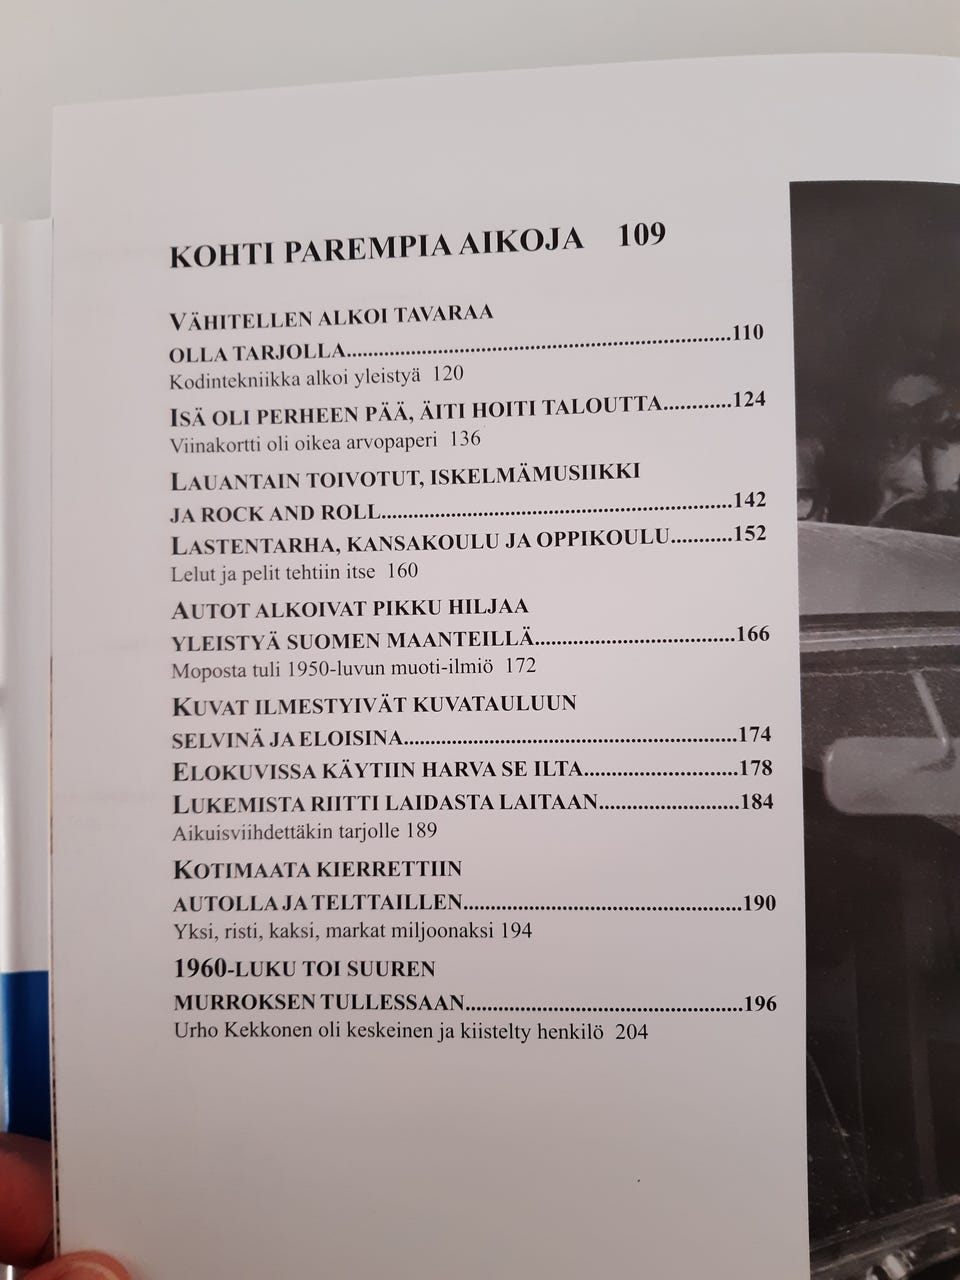 KOHTI PAREMPIA AIKOJA 109
VÄHITELLEN ALKOI TAVARAA
OLLA TARJOLLA..........110
Kodintekniikka alkoi yleistyä 120
ISÄ OLI PERHEEN PÄÄ, ÄITI HOITI TALOUTTA..........124
Viinakortti oli oikea arvopaperi 136
LAUANTAIN TOIVOTUT, ISKELMÄMUSIIKKI
JA ROCK AND ROLL..........142
LASTENTARHA, KANSAKOULU JA OPPIKOULU..........152
Lelut ja pelit tehtiin itse 160
AUTOT ALKOIVAT PIKKU HILJAA
YLEISTYÄ SUOMEN MAANTEILLÄ..........166
Moposta tuli 1950-luvun muoti-ilmiö 172
KUVAT ILMESTYIVÄT KUVATAULUUN
SELVINÄ JA ELOISINA..........174
ELOKUVISSA KÄYTIIN HARVA SE ILTA..........178
LUKEMISTA RIITTI LAIDASTA LAITAAN..........184
Aikuisviihdettäkin tarjolle 189
KOTIMAATA KIERRETTIIN
AUTOLLA JA TELTTAILLEN..........190
Yksi, risti, kaksi, markat miljoonaksi 194
1960-LUKU TOI SUUREN
MURROKSEN TULLESSAAN..........196
Urho Kekkonen oli keskeinen ja kiistelty henkilö 204